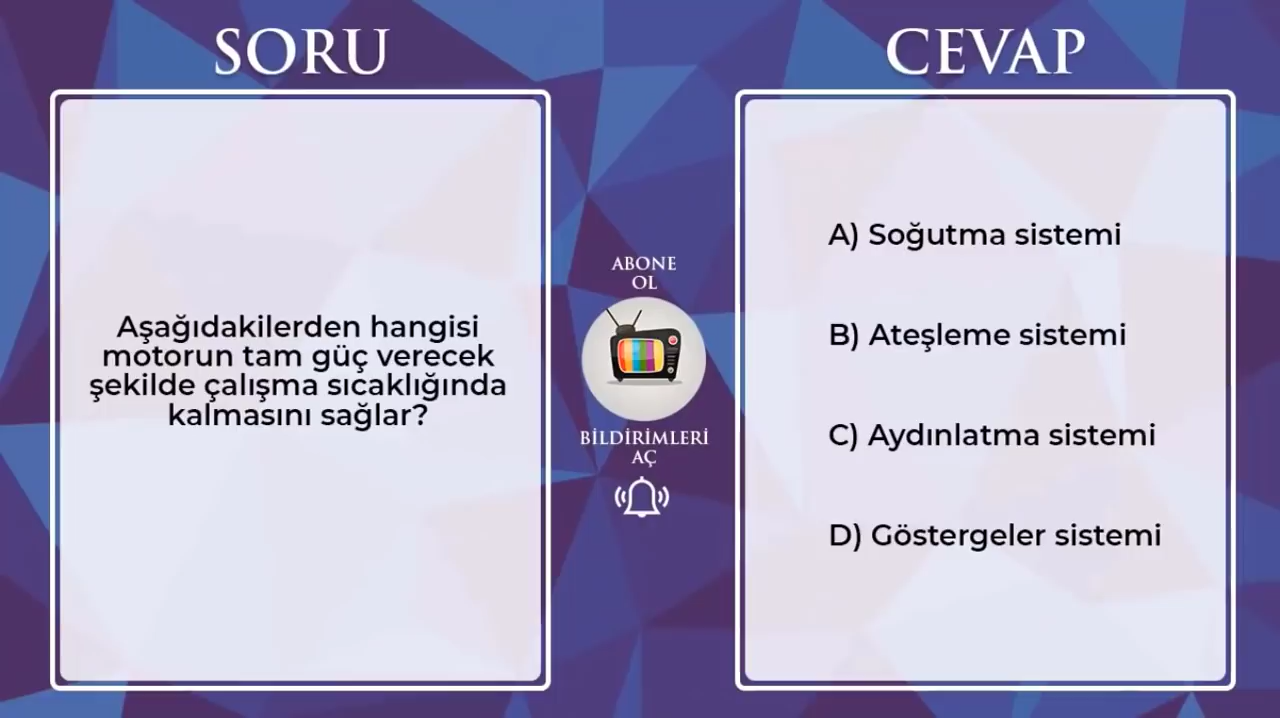 SORU
Aşağıdakilerden hangisi
motorun tam güç verecek
şekilde çalışma sıcaklığında
kalmasını sağlar?
ABONE
OL
BİLDİRİMLERİ
AÇ
CEVAP
A) Soğutma sistemi
B) Ateşleme sistemi
C) Aydınlatma sistemi
D) Göstergeler sistemi